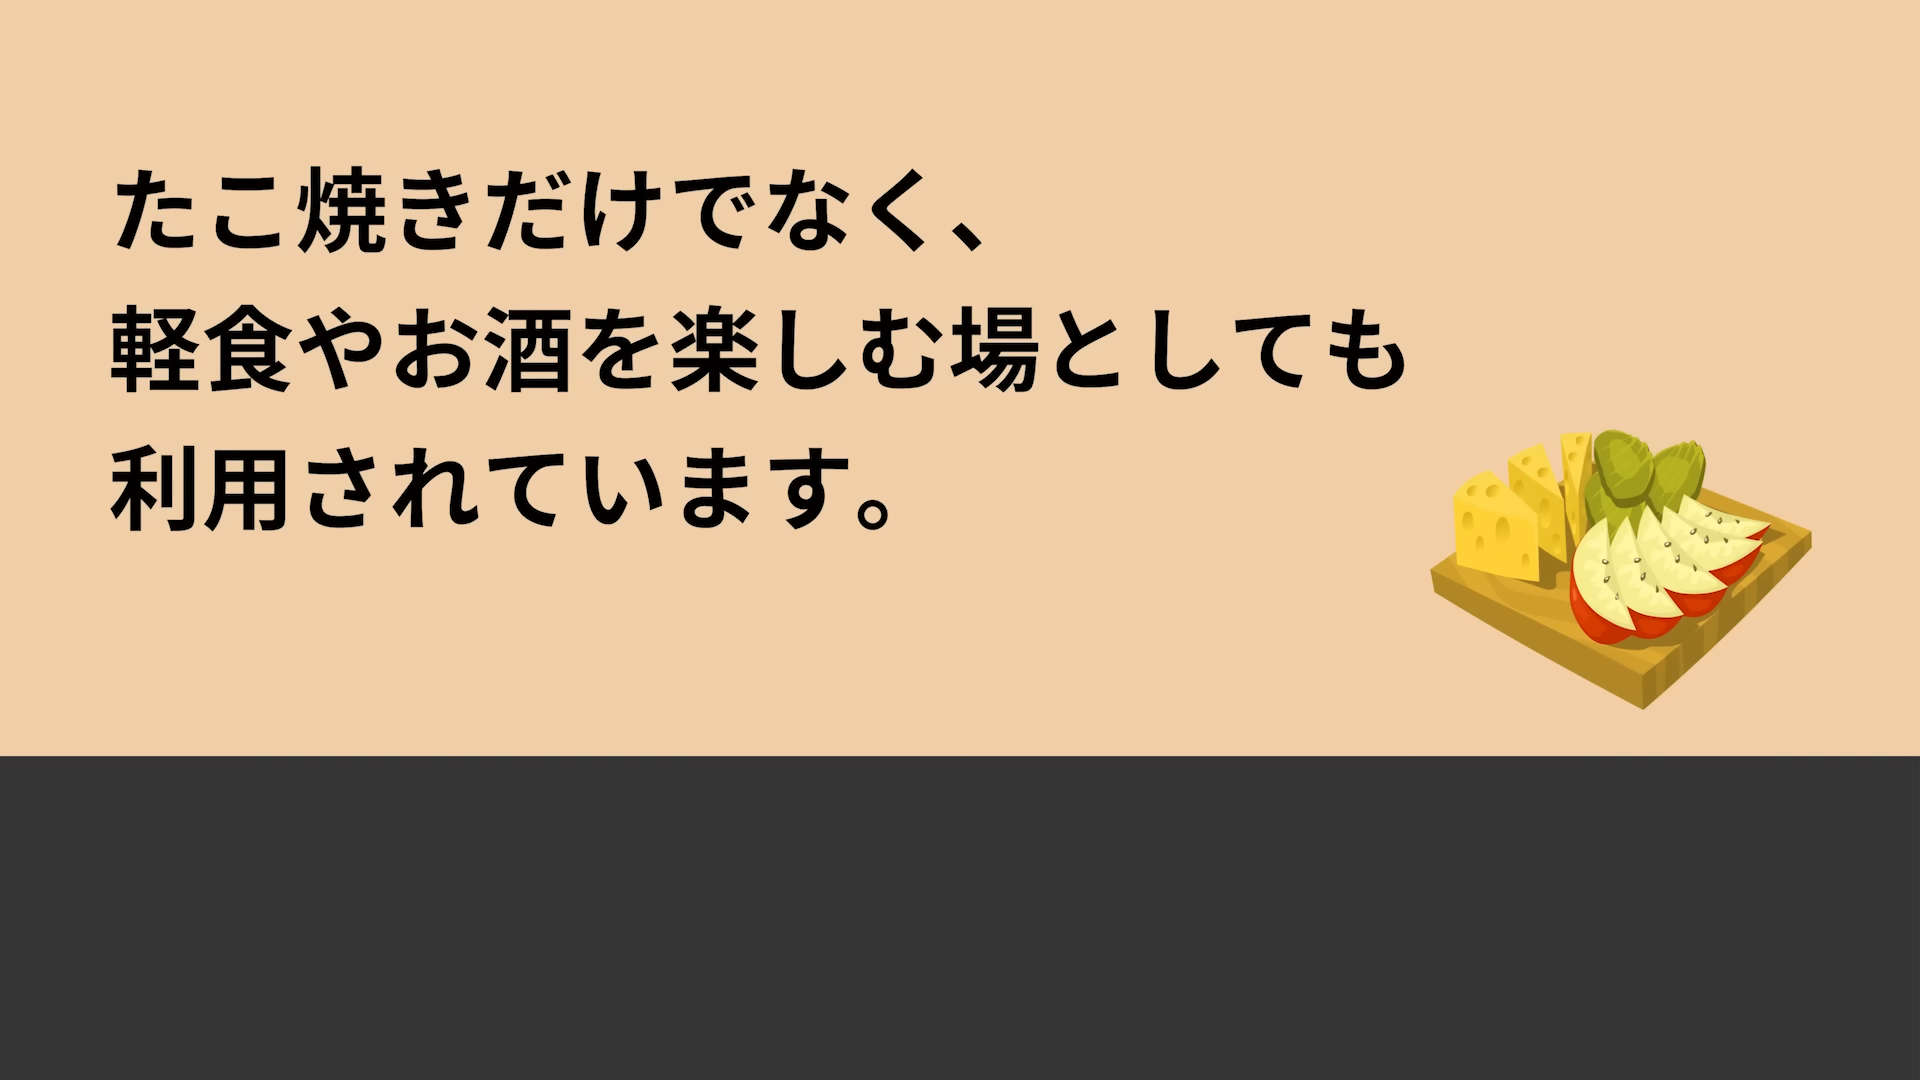 たこ焼きだけでなく、
軽食やお酒を楽しむ場としても
利用されています。